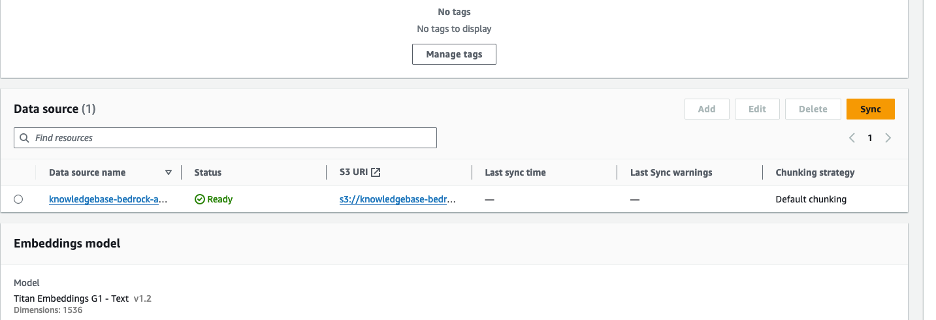 No tags
No tags to display
Manage tags
Data source (1)
Add Edit Delete Sync
Find resources
1
Data source name Status S3 URI Last sync time Last Sync warnings Chunking strategy
knowledgebase-bedrock-a... Ready s3://knowledgebase-bedr... — — Default chunking
Embeddings model
Model
Titan Embeddings G1 - Text v1.2
Dimensions: 1536